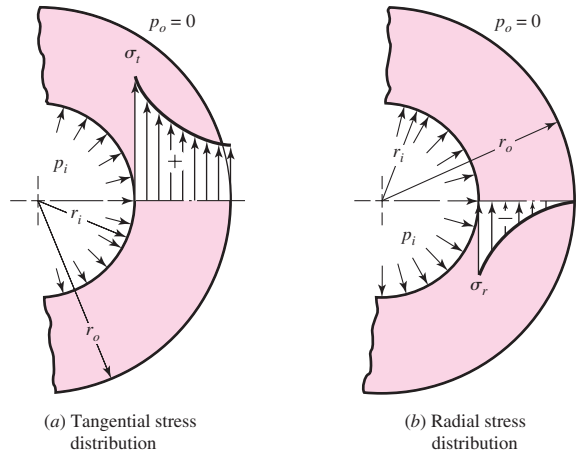 p_o = 0
σ_t
+
p_i
r_i
r_o
(a) Tangential stress
distribution
p_o = 0
r_i
r_o
−
p_i
σ_r
(b) Radial stress
distribution